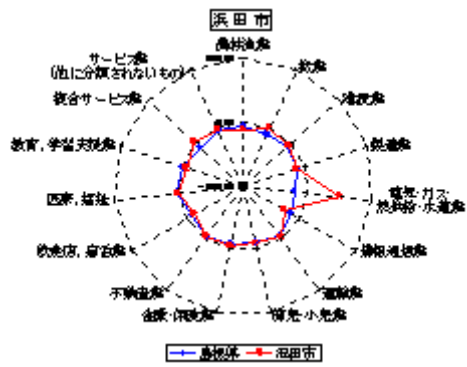 浜田市
農林漁業
鉱業
建設業
製造業
電気・ガス・
熱供給・水道業
情報通信業
運輸業
卸売・小売業
金融・保険業
不動産業
飲食店，宿泊業
医療，福祉
教育，学習支援業
複合サービス業
サービス業
(他に分類されないもの)
島根県
浜田市